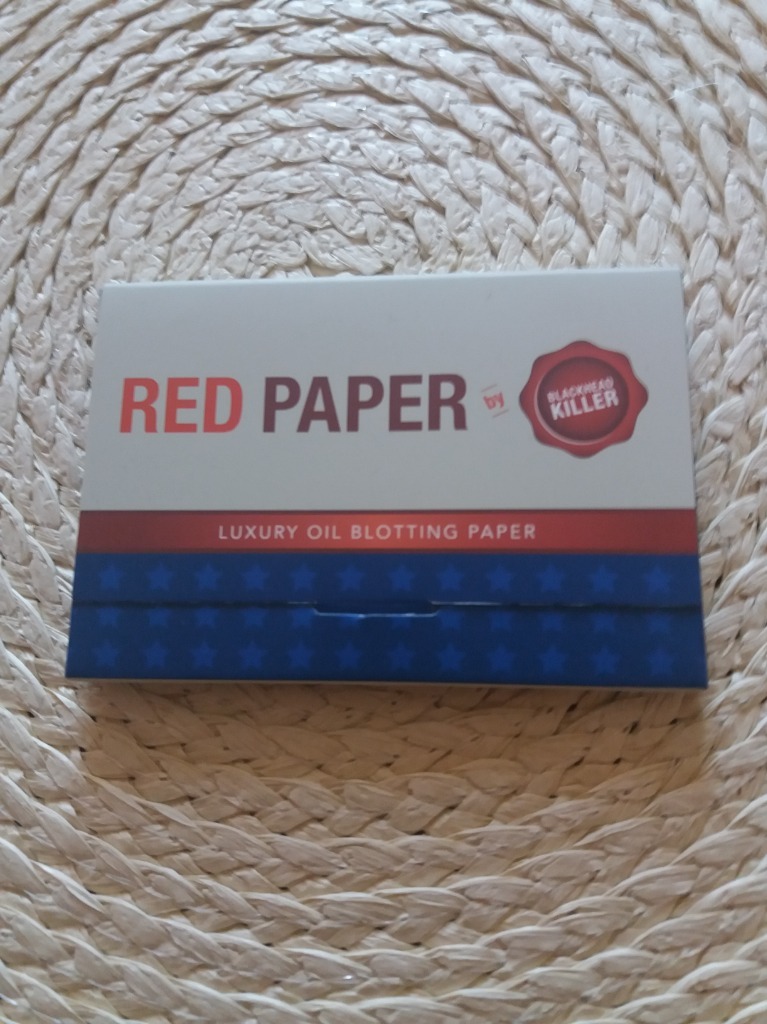 RED PAPER by BLACKHEAD KILLER
LUXURY OIL BLOTTING PAPER